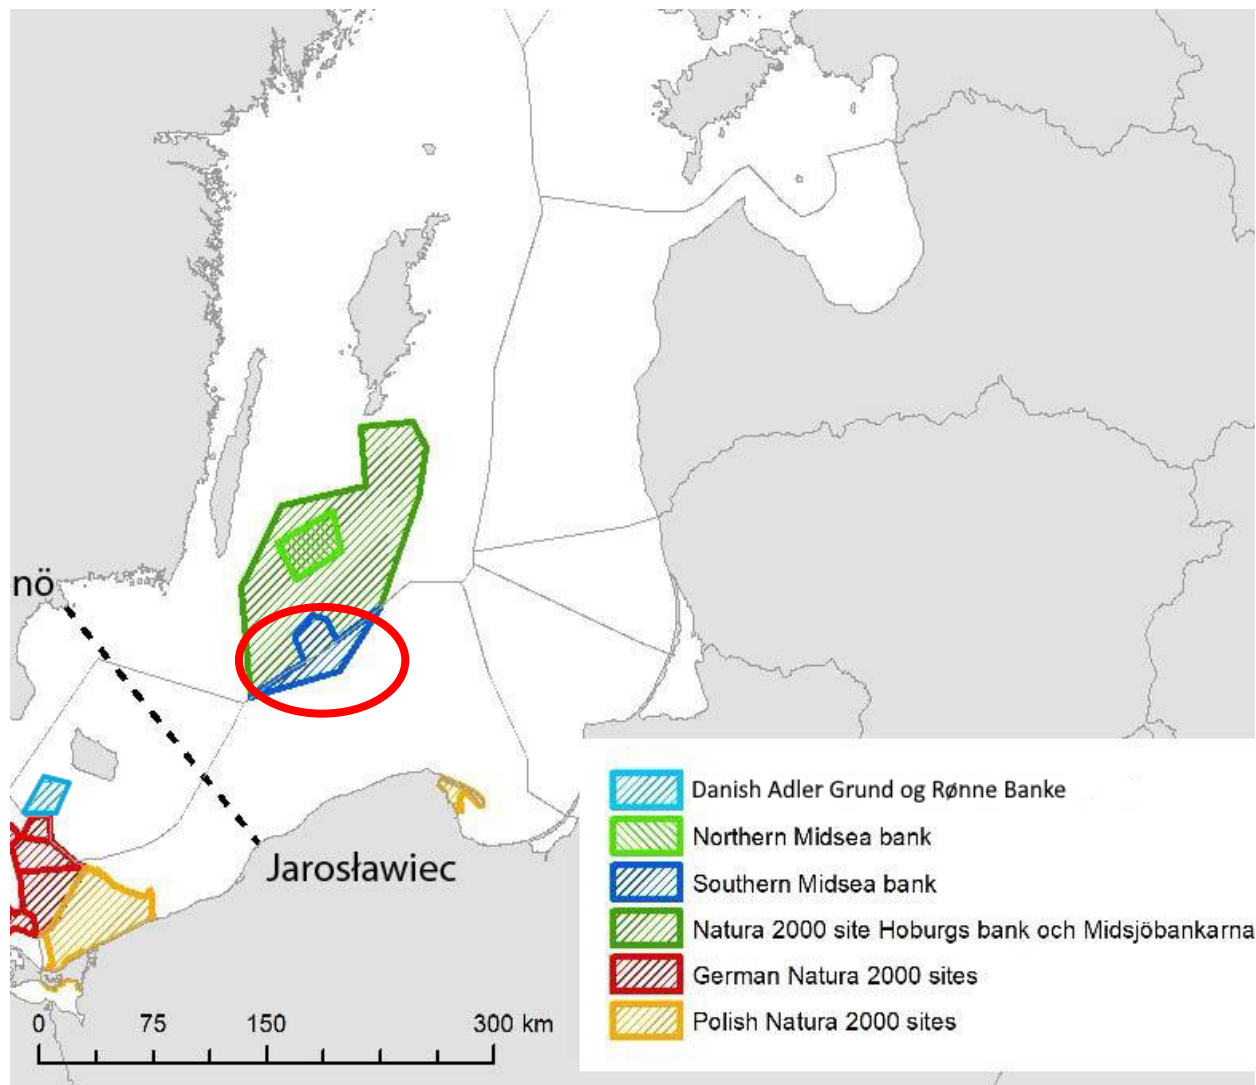 nö
Jarosławiec
Danish Adler Grund og Rønne Banke
Northern Midsea bank
Southern Midsea bank
Natura 2000 site Hoburgs bank och Midsjöbankarna
German Natura 2000 sites
Polish Natura 2000 sites
0 75 150 300 km